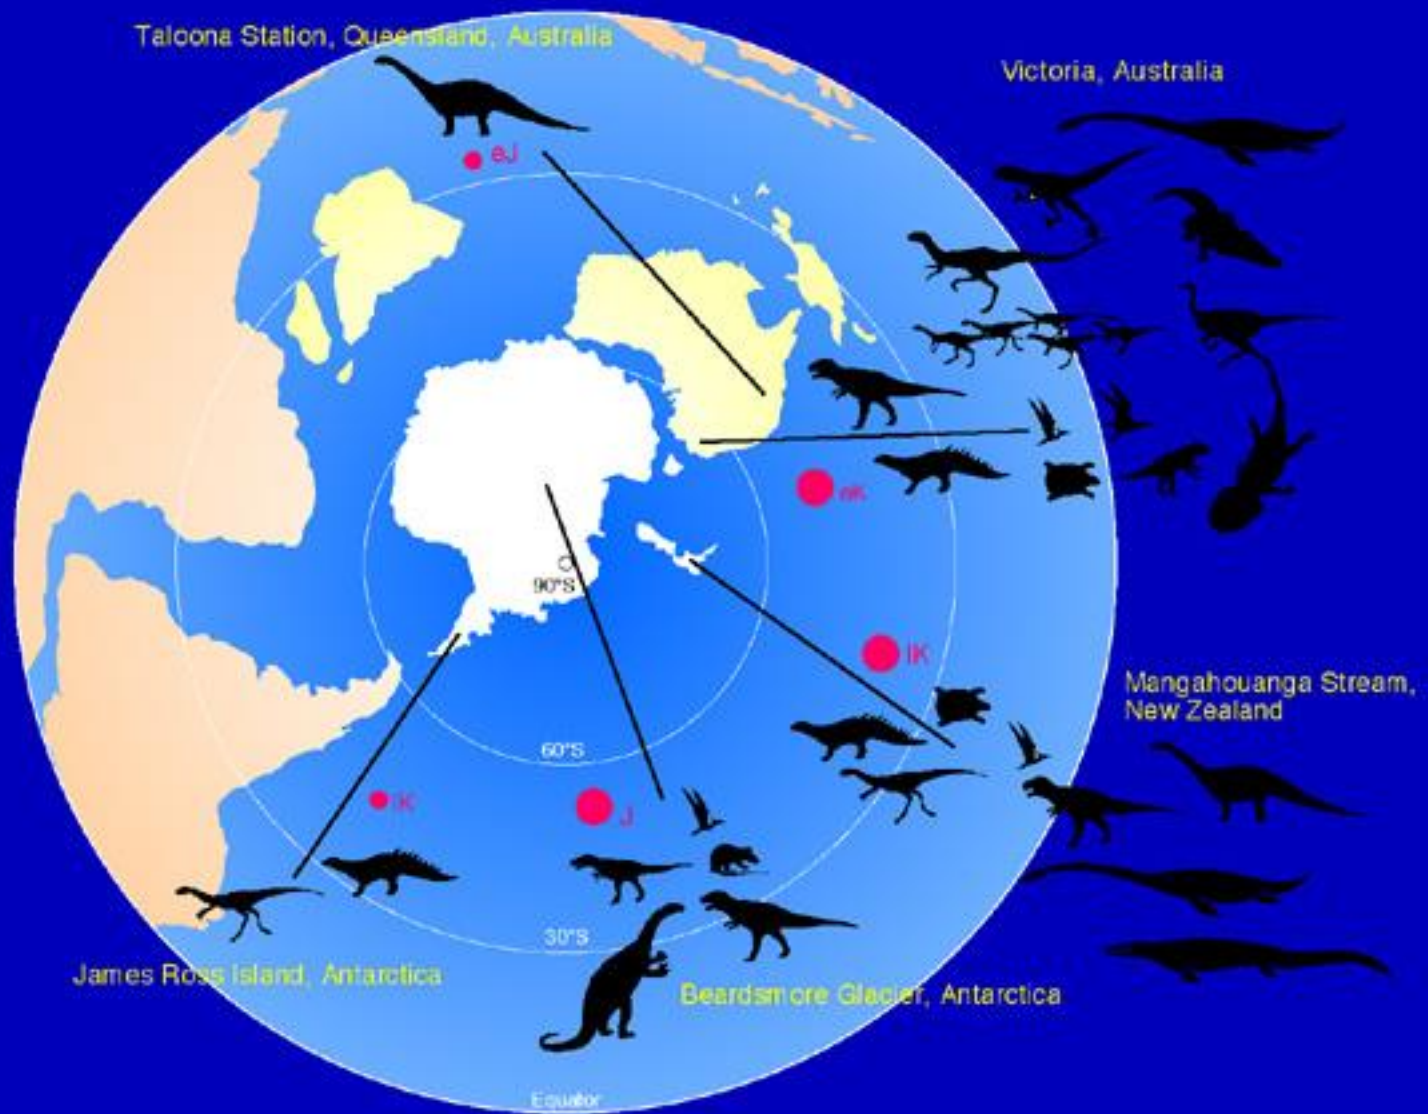 Taloona Station, Queensland, Australia
Victoria, Australia
eJ
eK
lK
Mangahouanga Stream,
New Zealand
90°S
60°S
lK
J
30°S
James Ross Island, Antarctica
Beardsmore Glacier, Antarctica
Equator